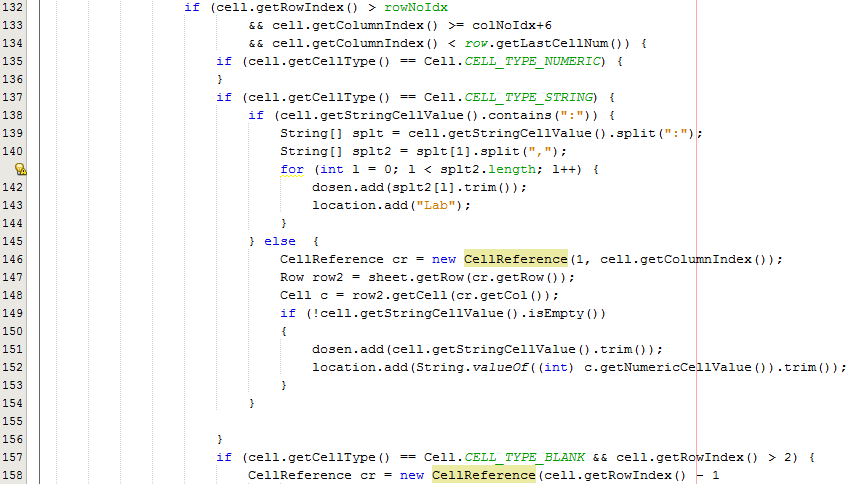 132 if (cell.getRowIndex() > rowNoIdx
133 && cell.getColumnIndex() >= colNoIdx+6
134 && cell.getColumnIndex() < row.getLastCellNum()) {
135 if (cell.getCellType() == Cell.CELL_TYPE_NUMERIC) {
136 }
137 if (cell.getCellType() == Cell.CELL_TYPE_STRING) {
138 if (cell.getStringCellValue().contains(":")) {
139 String[] splt = cell.getStringCellValue().split(":");
140 String[] splt2 = splt[1].split(",");
for (int l = 0; l < splt2.length; l++) {
142 dosen.add(splt2[l].trim());
143 location.add("Lab");
144 }
145 } else  {
146 CellReference cr = new CellReference(1, cell.getColumnIndex());
147 Row row2 = sheet.getRow(cr.getRow());
148 Cell c = row2.getCell(cr.getCol());
149 if (!cell.getStringCellValue().isEmpty())
150 {
151 dosen.add(cell.getStringCellValue().trim());
152 location.add(String.valueOf((int) c.getNumericCellValue()).trim());
153 }
154 }
155
156 }
157 if (cell.getCellType() == Cell.CELL_TYPE_BLANK && cell.getRowIndex() > 2) {
158 CellReference cr = new CellReference(cell.getRowIndex() - 1